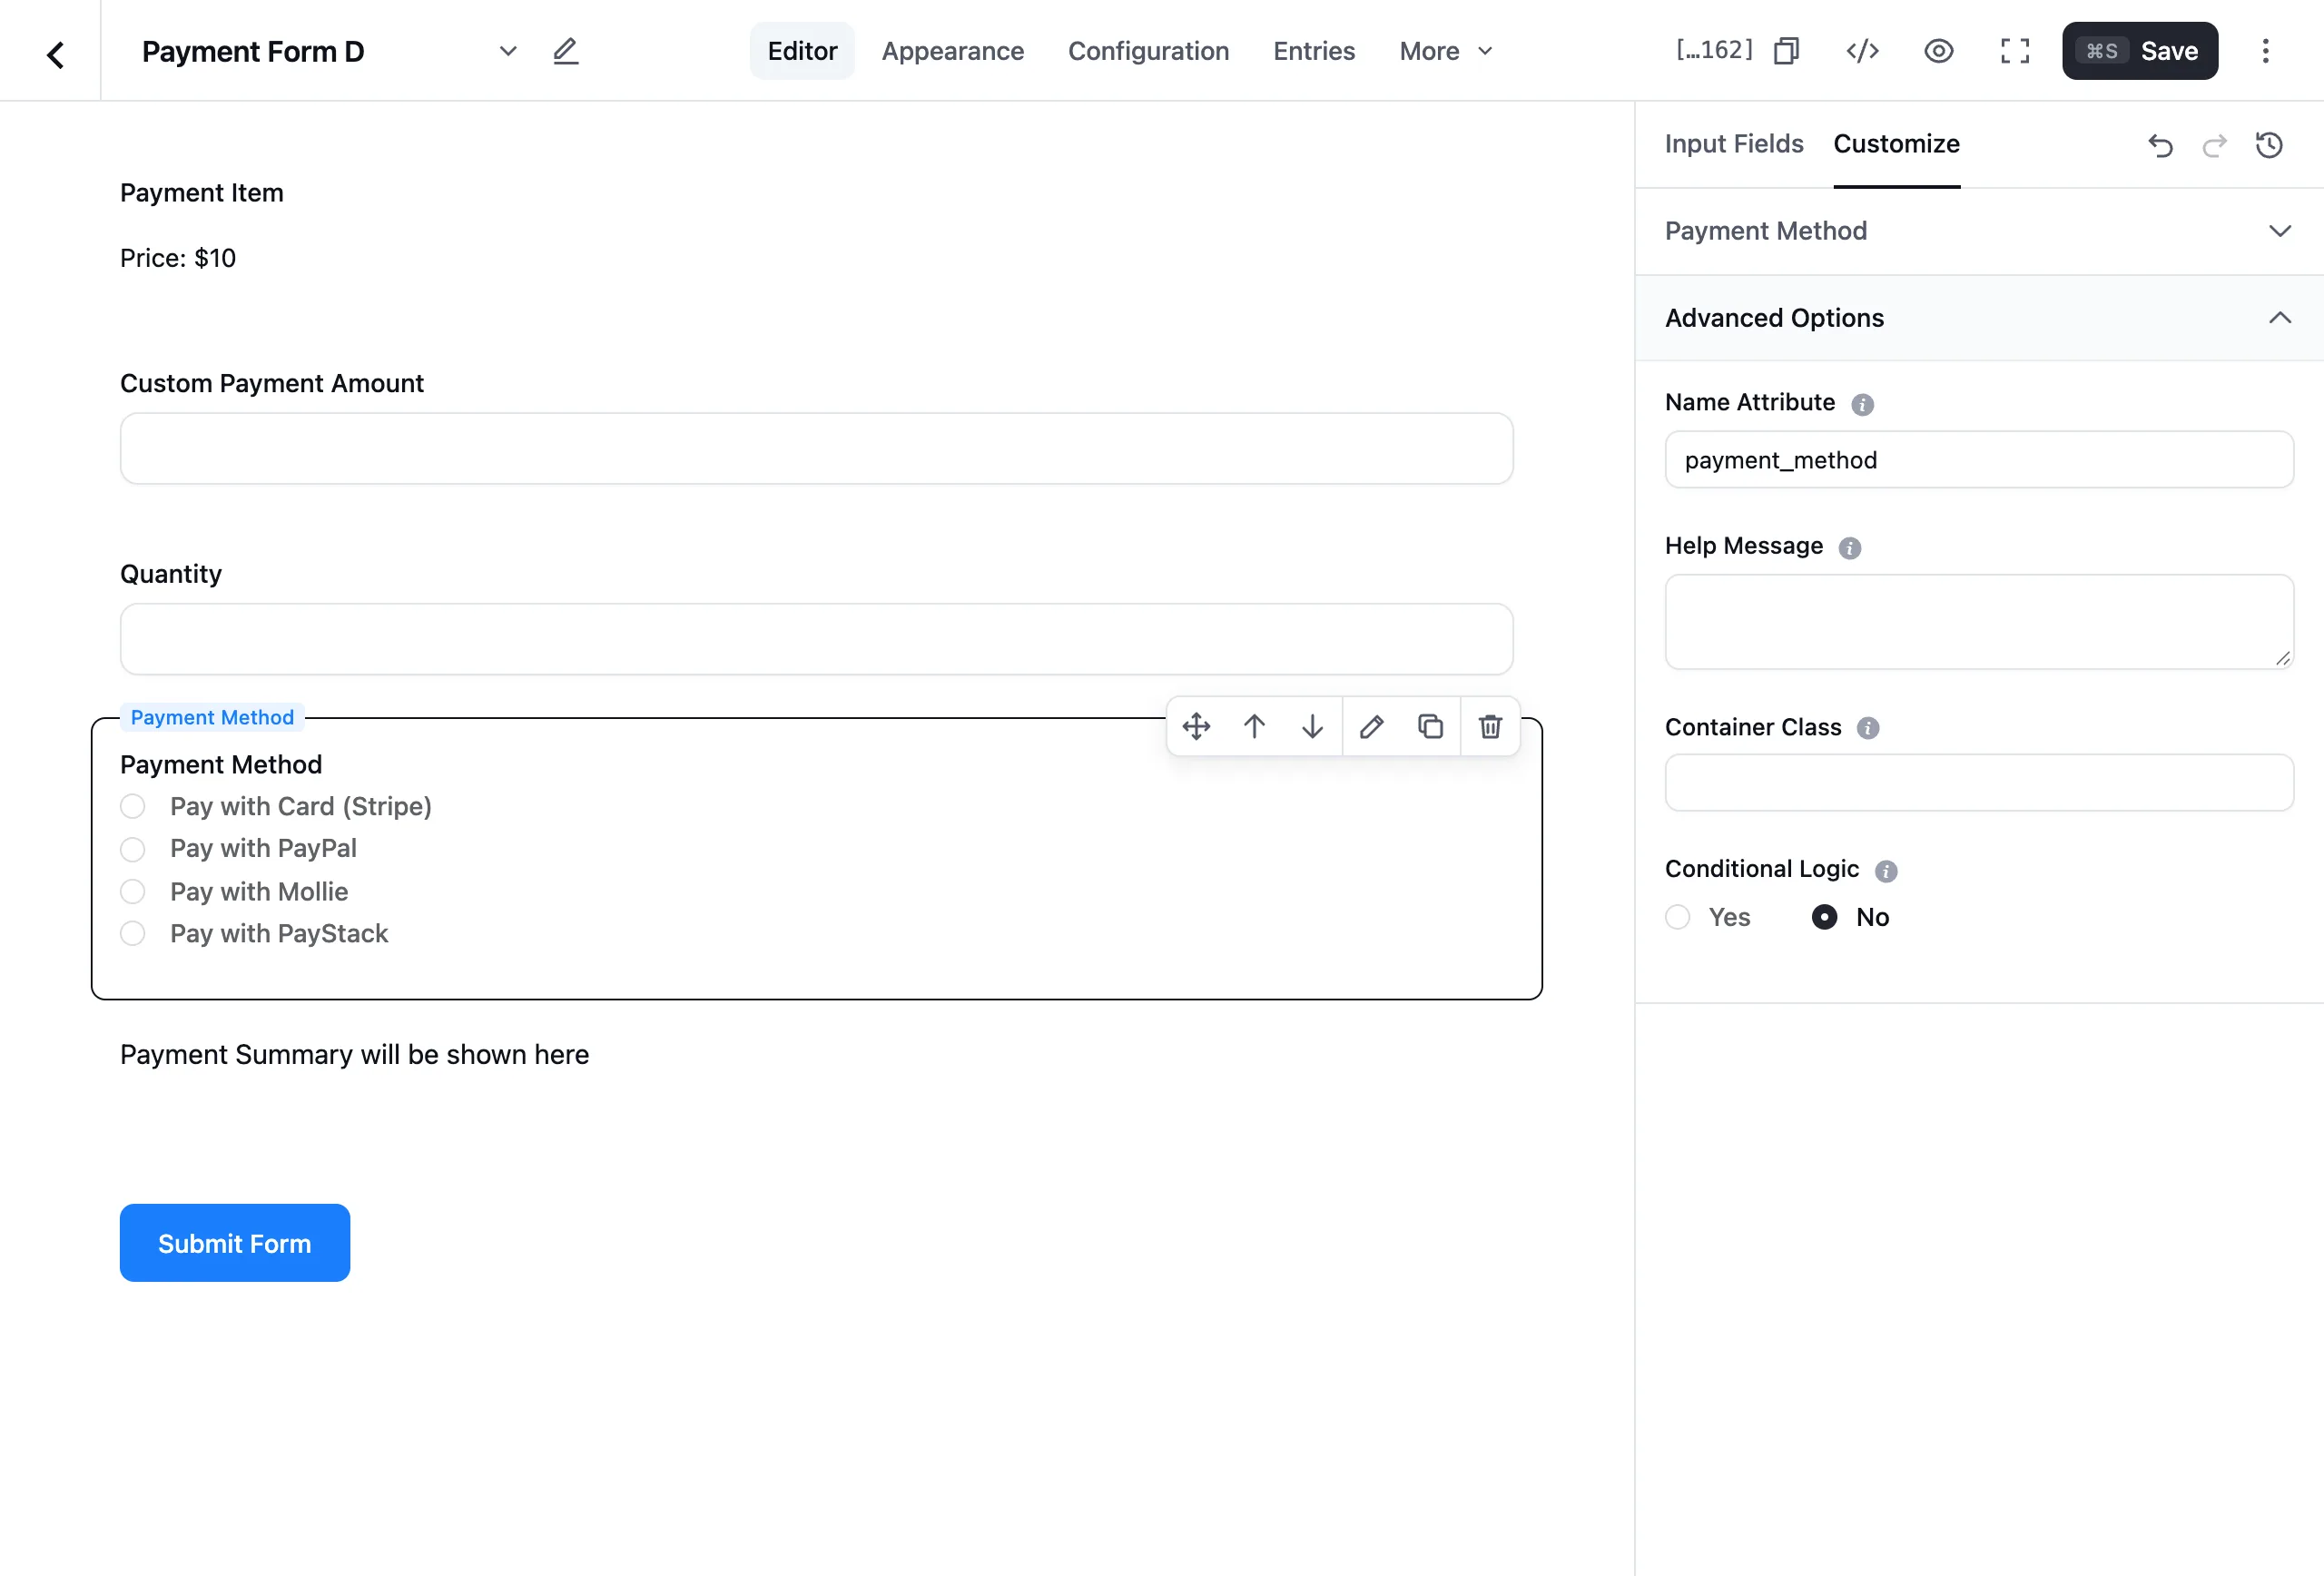 Payment Form D
Editor
Appearance
Configuration
Entries
More
[…162]
⌘S Save
Payment Item
Price: $10
Custom Payment Amount
Quantity
Payment Method
Payment Method
Pay with Card (Stripe)
Pay with PayPal
Pay with Mollie
Pay with PayStack
Payment Summary will be shown here
Submit Form
Input Fields
Customize
Payment Method
Advanced Options
Name Attribute
payment_method
Help Message
Container Class
Conditional Logic
Yes
No